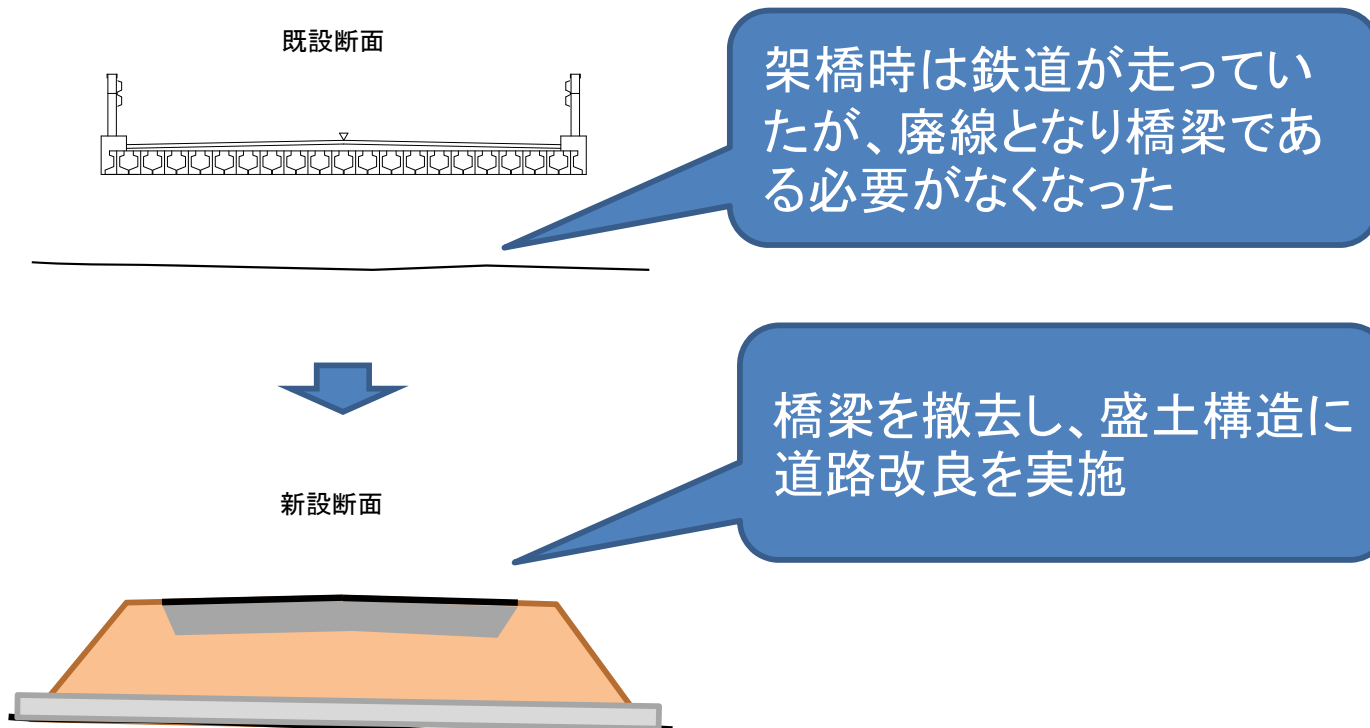 既設断面
架橋時は鉄道が走ってい
たが、廃線となり橋梁であ
る必要がなくなった
橋梁を撤去し、盛土構造に
道路改良を実施
新設断面